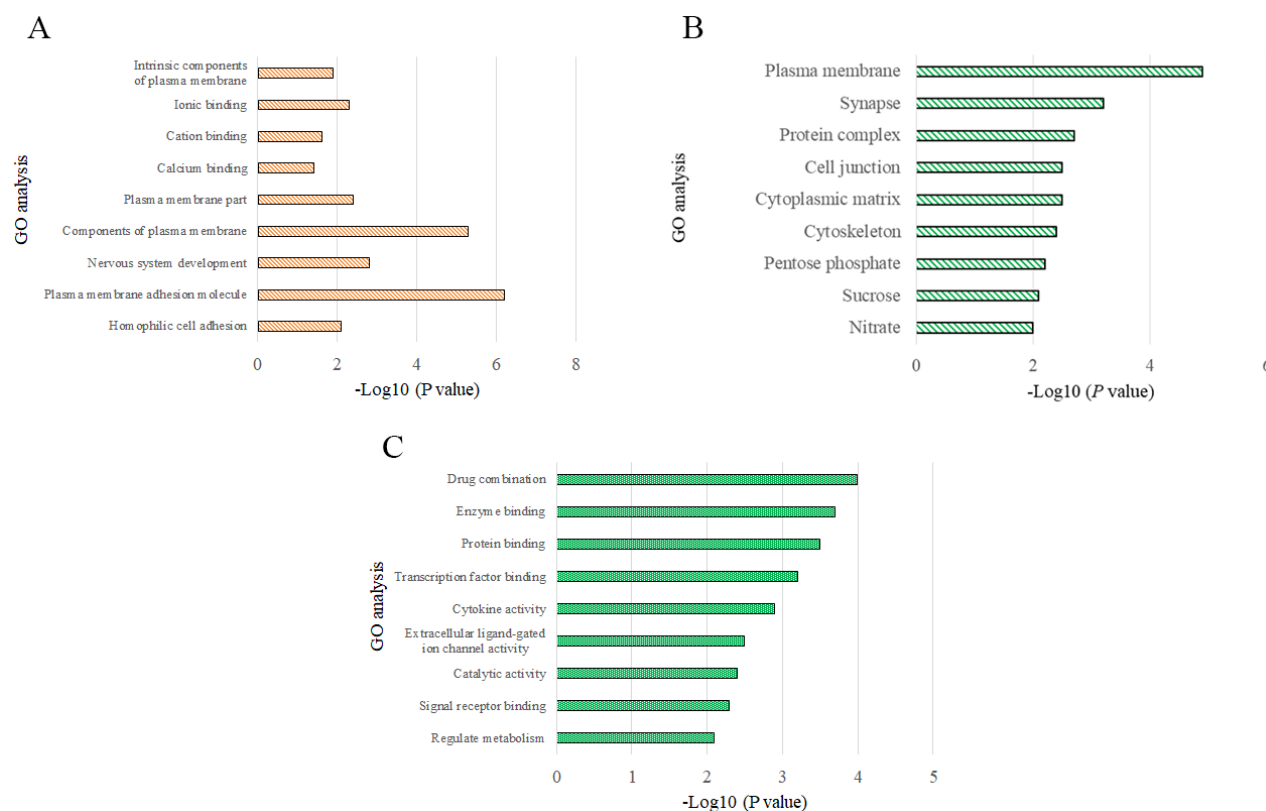 A
GO analysis
Intrinsic components
of plasma membrane
Ionic binding
Cation binding
Calcium binding
Plasma membrane part
Components of plasma membrane
Nervous system development
Plasma membrane adhesion molecule
Homophilic cell adhesion
0 2 4 6 8
-Log10 (P value)
B
GO analysis
Plasma membrane
Synapse
Protein complex
Cell junction
Cytoplasmic matrix
Cytoskeleton
Pentose phosphate
Sucrose
Nitrate
0 2 4 6
-Log10 (P value)
C
GO analysis
Drug combination
Enzyme binding
Protein binding
Transcription factor binding
Cytokine activity
Extracellular ligand-gated
ion channel activity
Catalytic activity
Signal receptor binding
Regulate metabolism
0 1 2 3 4 5
-Log10 (P value)